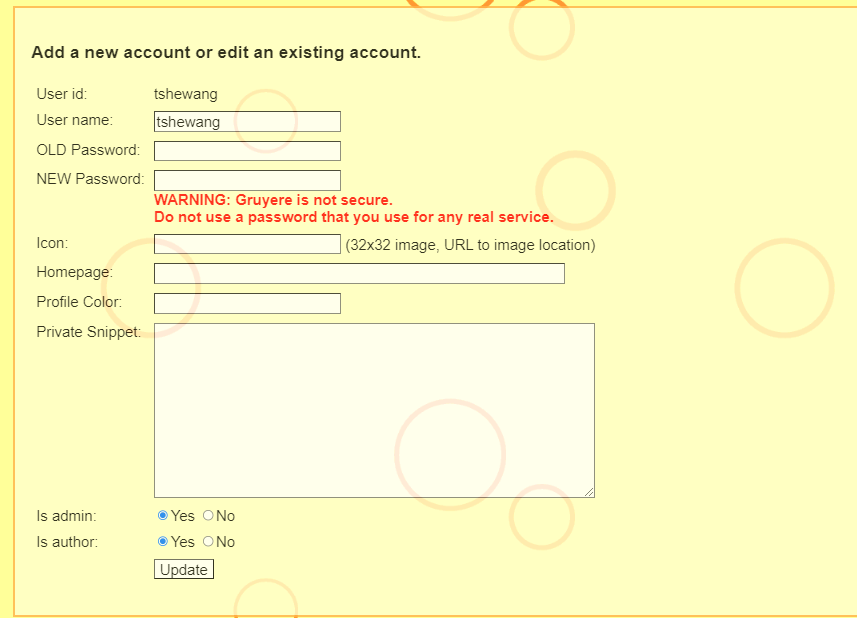 Add a new account or edit an existing account.
User id: tshewang
User name: tshewang
OLD Password:
NEW Password:
WARNING: Gruyere is not secure.
Do not use a password that you use for any real service.
Icon: (32x32 image, URL to image location)
Homepage:
Profile Color:
Private Snippet:
Is admin: Yes No
Is author: Yes No
Update